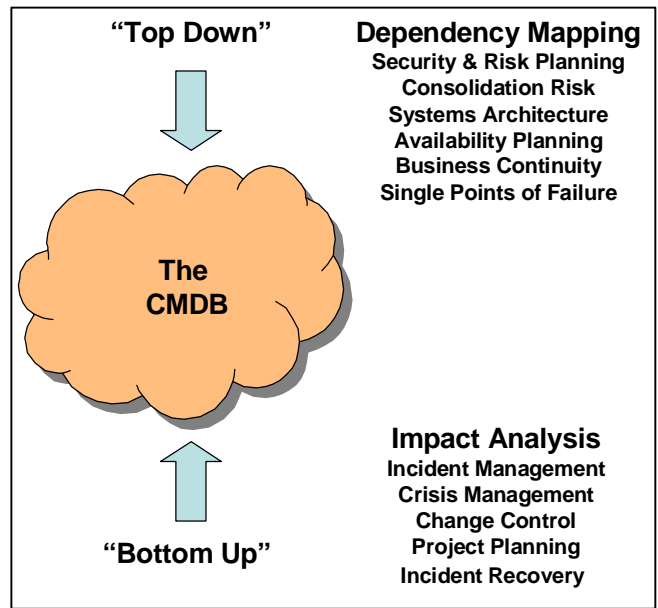 “Top Down”
Dependency Mapping
Security & Risk Planning
Consolidation Risk
Systems Architecture
Availability Planning
Business Continuity
Single Points of Failure
The
CMDB
Impact Analysis
Incident Management
Crisis Management
Change Control
Project Planning
Incident Recovery
“Bottom Up”